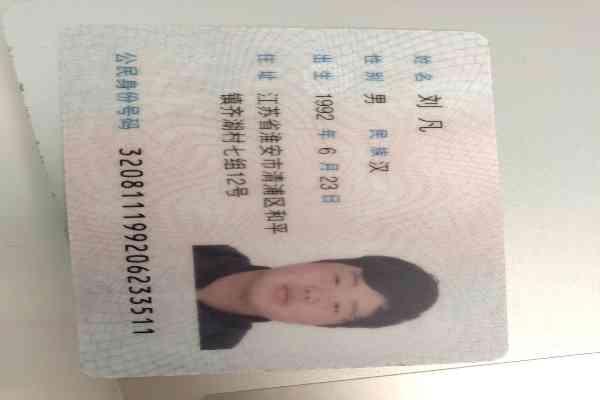 姓名 刘凡
性别 男 民族 汉
出生 1992 年 6 月 23 日
住址 江苏省淮安市清浦区和平
镇齐湖村七组12号
公民身份号码 320811199206233511